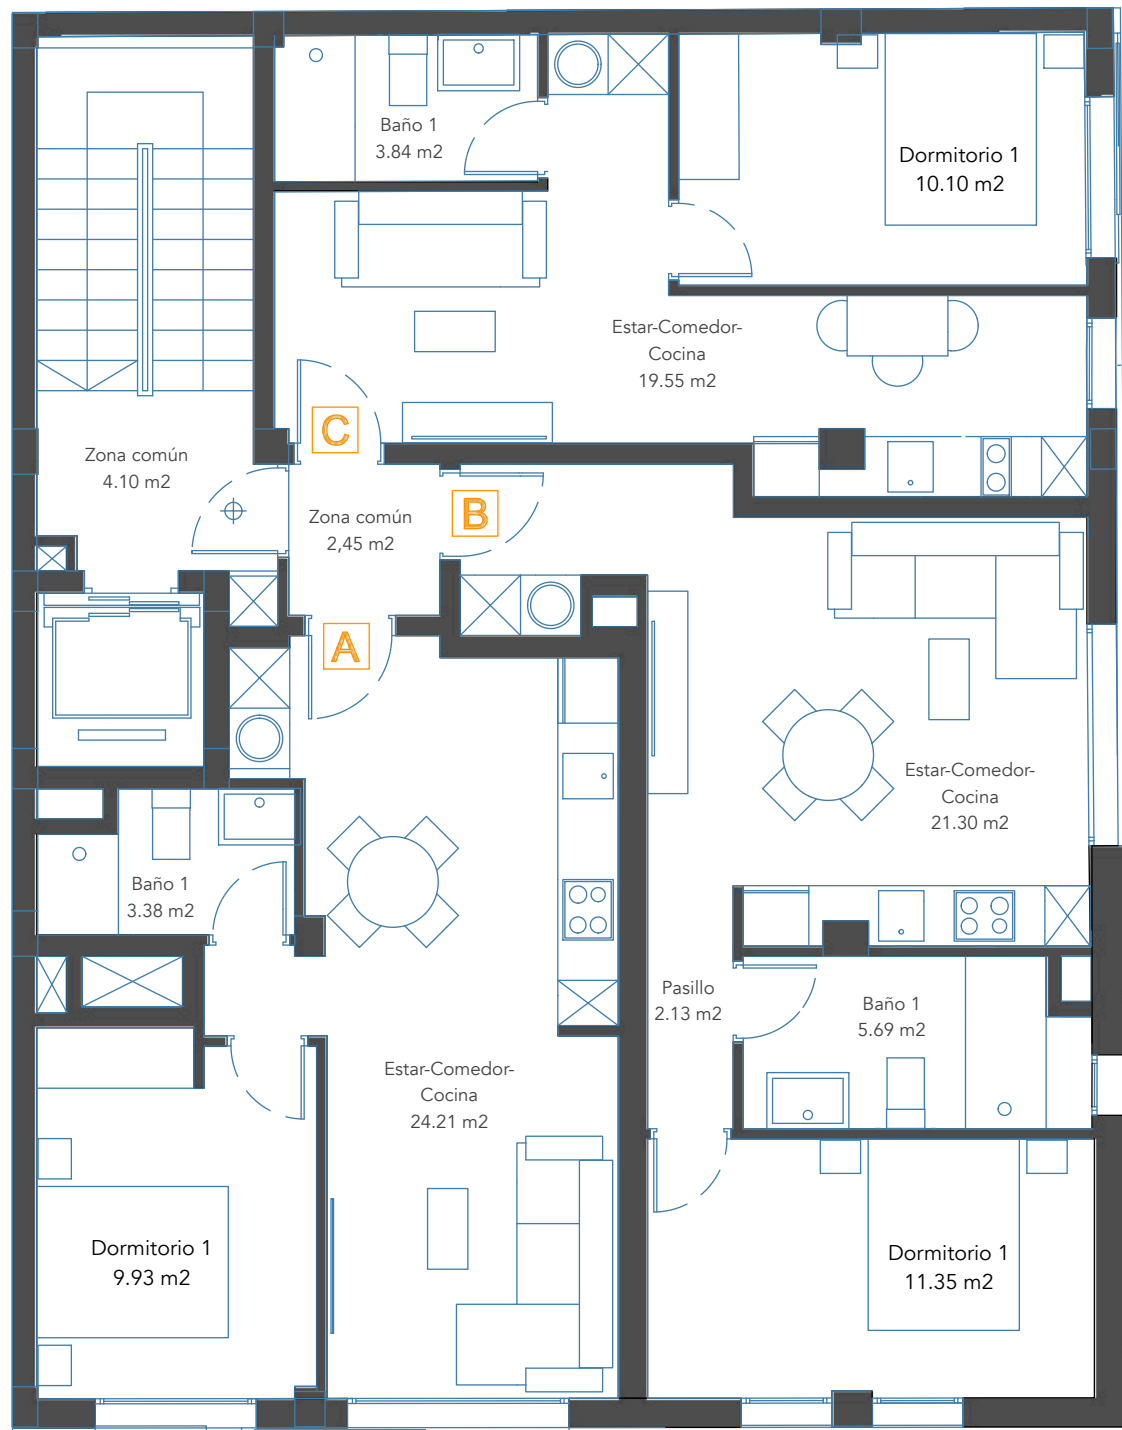 Baño 1
3.84 m2
Dormitorio 1
10.10 m2
Estar-Comedor-
Cocina
19.55 m2
C
Zona común
4.10 m2
Zona común
2,45 m2
B
A
Estar-Comedor-
Cocina
21.30 m2
Baño 1
3.38 m2
Pasillo
2.13 m2
Baño 1
5.69 m2
Estar-Comedor-
Cocina
24.21 m2
Dormitorio 1
9.93 m2
Dormitorio 1
11.35 m2